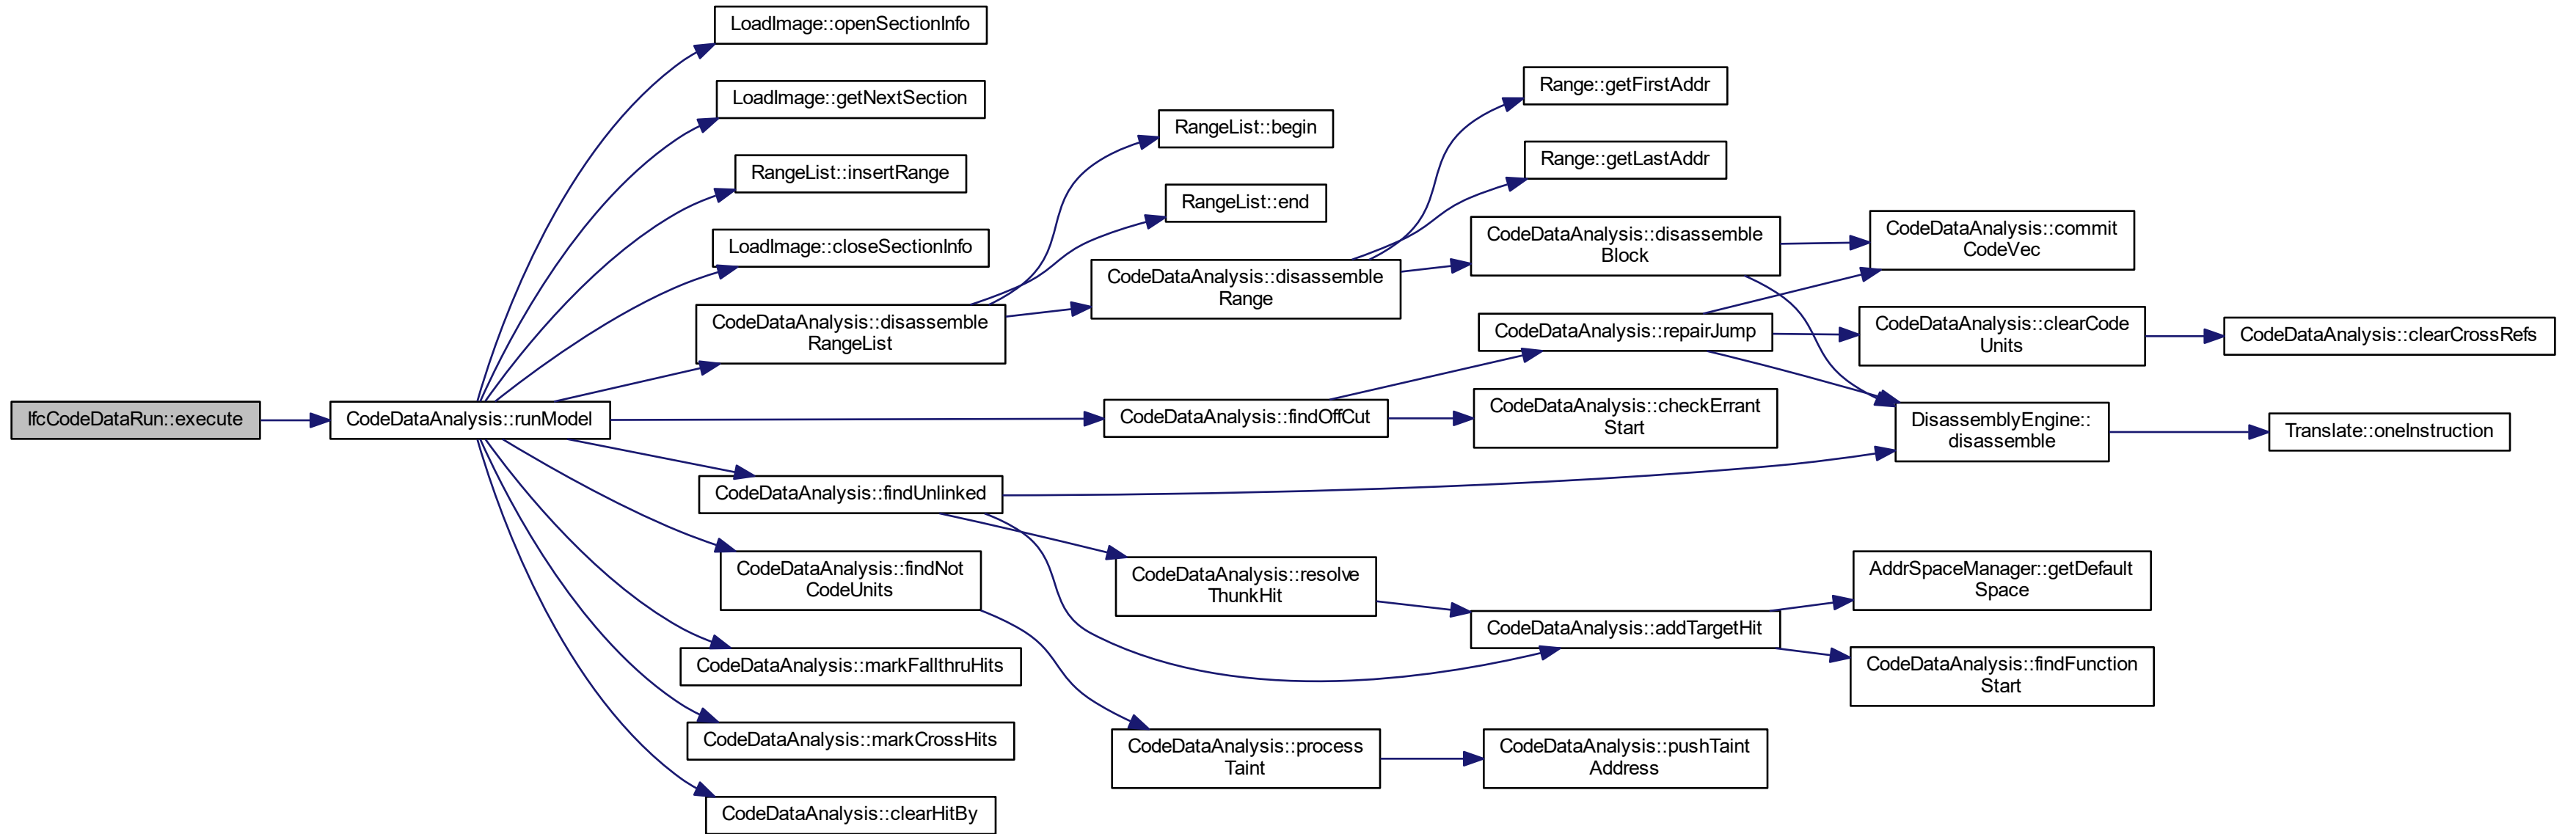 LoadImage::openSectionInfo
LoadImage::getNextSection
RangeList::insertRange
LoadImage::closeSectionInfo
CodeDataAnalysis::disassemble
RangeList
IfcCodeDataRun::execute
CodeDataAnalysis::runModel
CodeDataAnalysis::findUnlinked
CodeDataAnalysis::findNot
CodeUnits
CodeDataAnalysis::markFallthruHits
CodeDataAnalysis::markCrossHits
CodeDataAnalysis::clearHitBy
RangeList::begin
RangeList::end
CodeDataAnalysis::disassemble
Range
CodeDataAnalysis::findOffCut
CodeDataAnalysis::resolve
ThunkHit
CodeDataAnalysis::process
Taint
Range::getFirstAddr
Range::getLastAddr
CodeDataAnalysis::disassemble
Block
CodeDataAnalysis::repairJump
CodeDataAnalysis::checkErrant
Start
CodeDataAnalysis::addTargetHit
CodeDataAnalysis::pushTaint
Address
CodeDataAnalysis::commit
CodeVec
CodeDataAnalysis::clearCode
Units
DisassemblyEngine::
disassemble
AddrSpaceManager::getDefault
Space
CodeDataAnalysis::findFunction
Start
CodeDataAnalysis::clearCrossRefs
Translate::oneInstruction